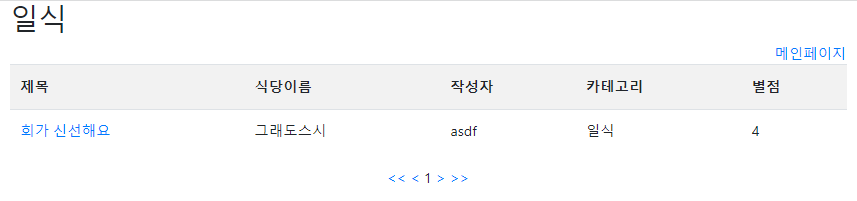 일식
메인페이지
제목 식당이름 작성자 카테고리 별점
회가 신선해요 그래도스시 asdf 일식 4
<< < 1 > >>